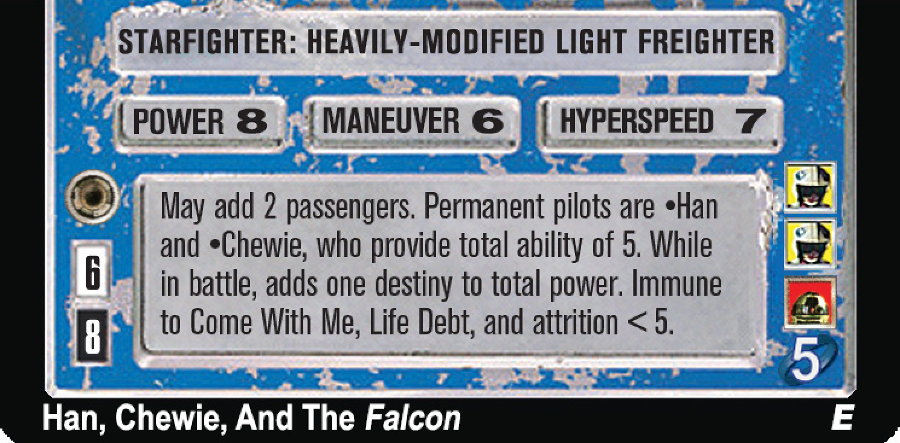 STARFIGHTER: HEAVILY-MODIFIED LIGHT FREIGHTER
POWER 8 MANEUVER 6 HYPERSPEED 7
May add 2 passengers. Permanent pilots are •Han
and •Chewie, who provide total ability of 5. While
in battle, adds one destiny to total power. Immune
to Come With Me, Life Debt, and attrition < 5.
6
8
5
Han, Chewie, And The Falcon E